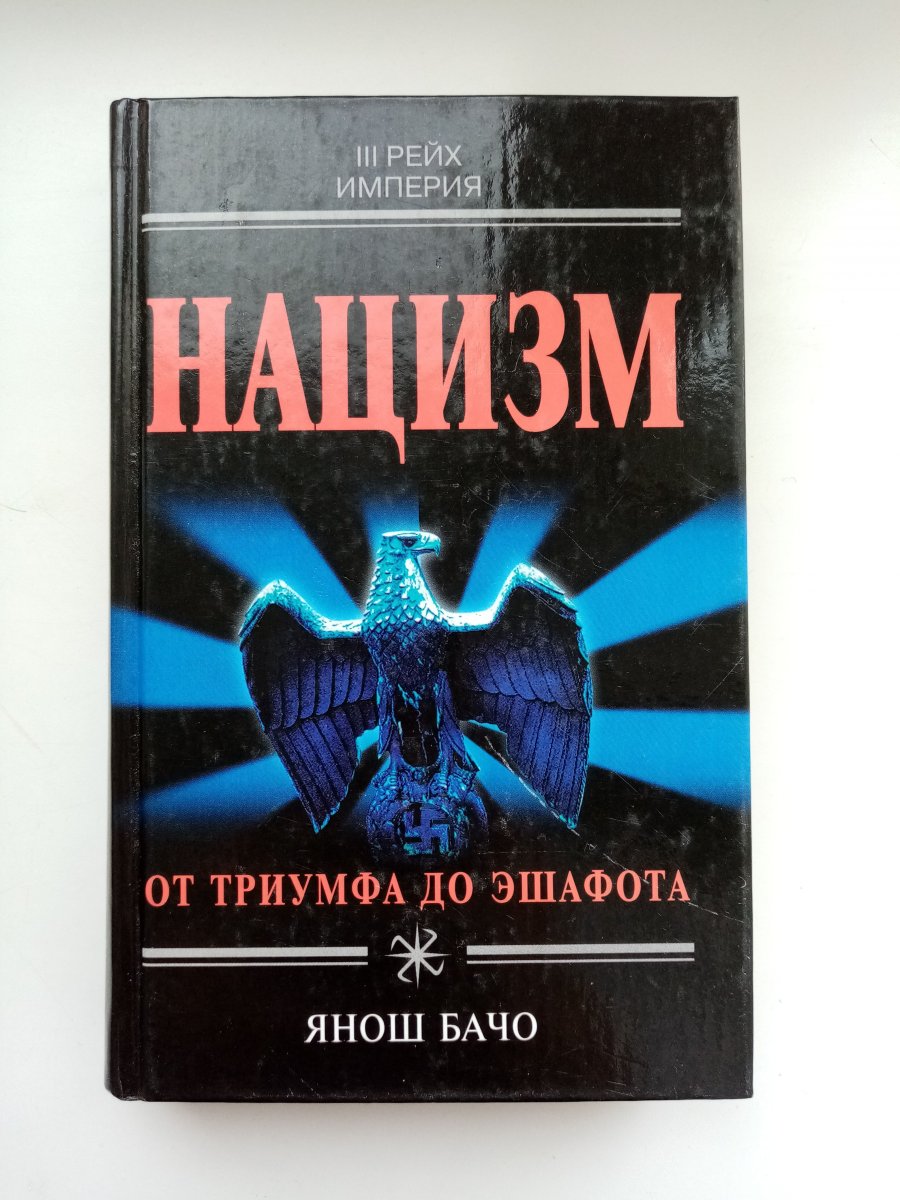 III РЕЙХ
ИМПЕРИЯ
НАЦИЗМ
ОТ ТРИУМФА ДО ЭШАФОТА
ЯНОШ БАЧО